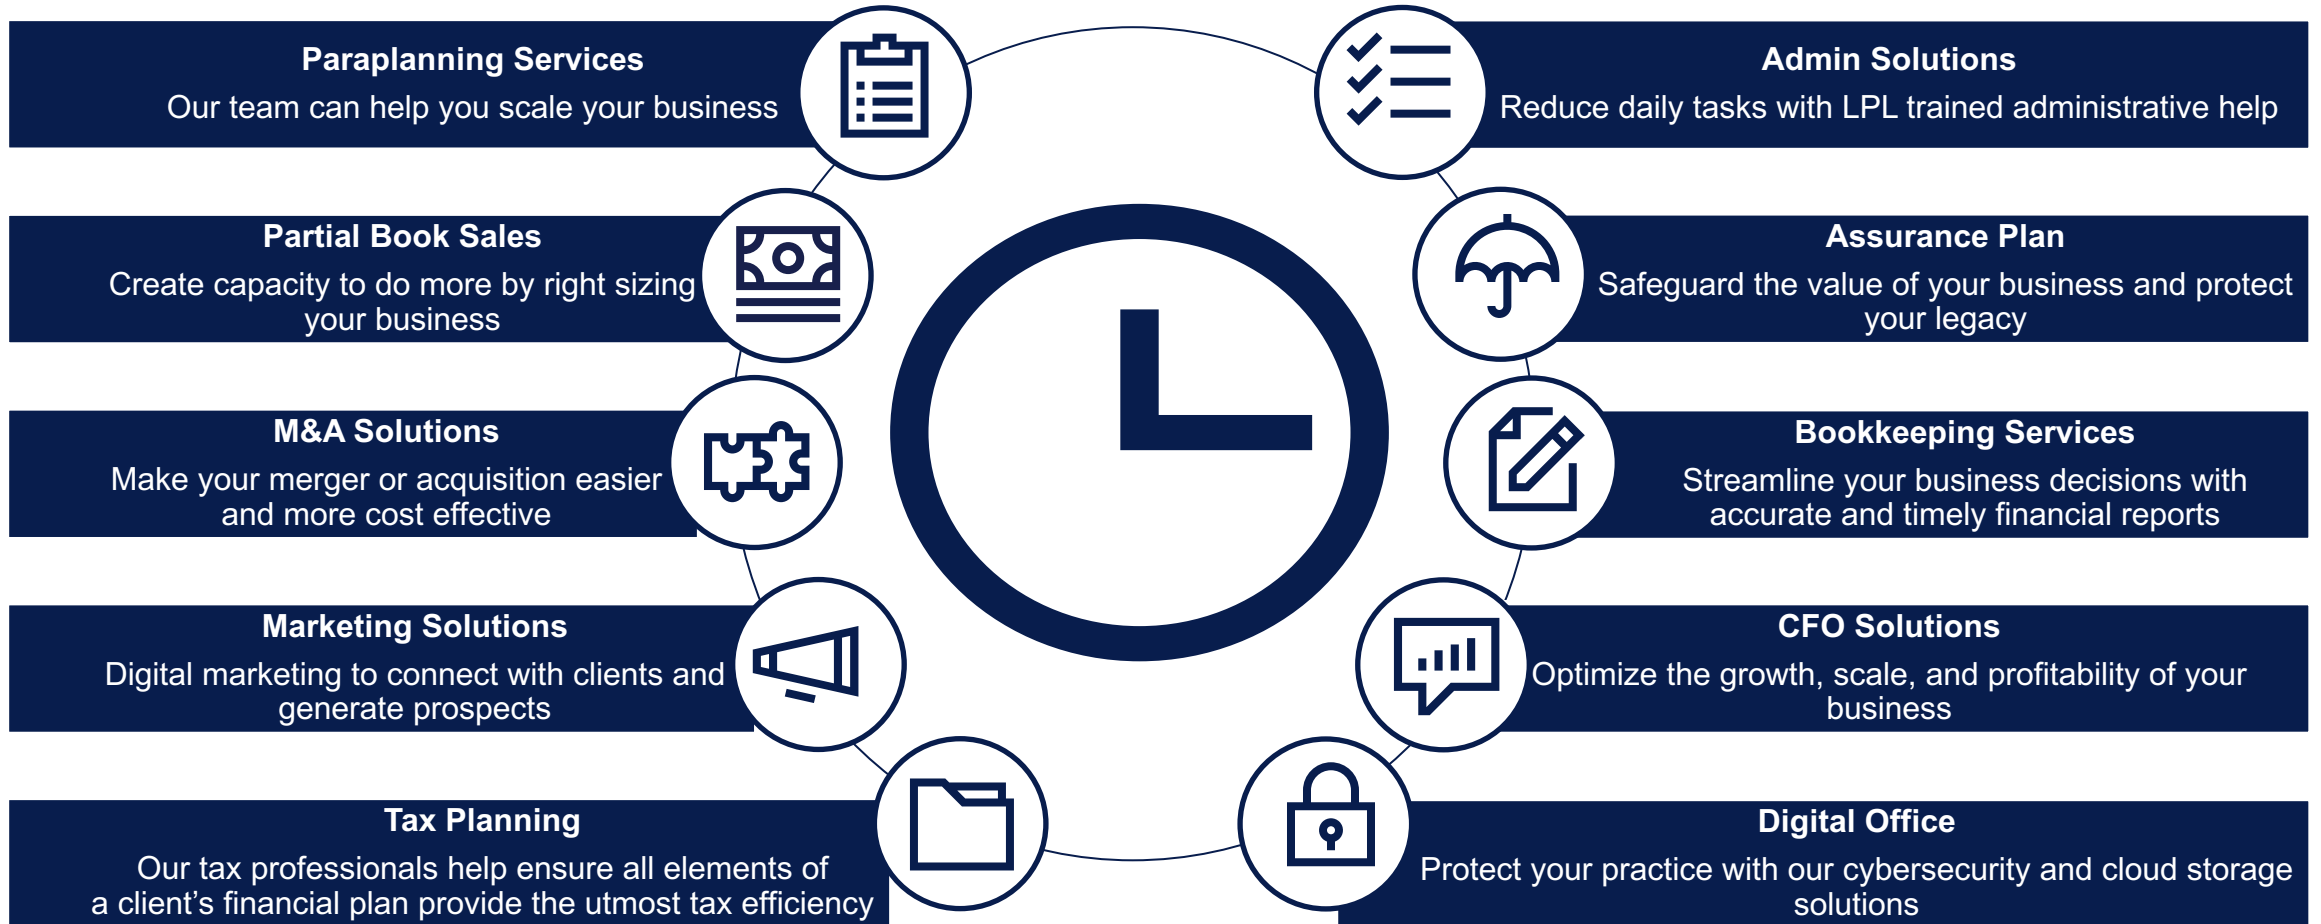 Paraplanning Services
Our team can help you scale your business
Partial Book Sales
Create capacity to do more by right sizing
your business
M&A Solutions
Make your merger or acquisition easier
and more cost effective
Marketing Solutions
Digital marketing to connect with clients and
generate prospects
Tax Planning
Our tax professionals help ensure all elements of
a client’s financial plan provide the utmost tax efficiency
Admin Solutions
Reduce daily tasks with LPL trained administrative help
Assurance Plan
Safeguard the value of your business and protect
your legacy
Bookkeeping Services
Streamline your business decisions with
accurate and timely financial reports
CFO Solutions
Optimize the growth, scale, and profitability of your
business
Digital Office
Protect your practice with our cybersecurity and cloud storage
solutions